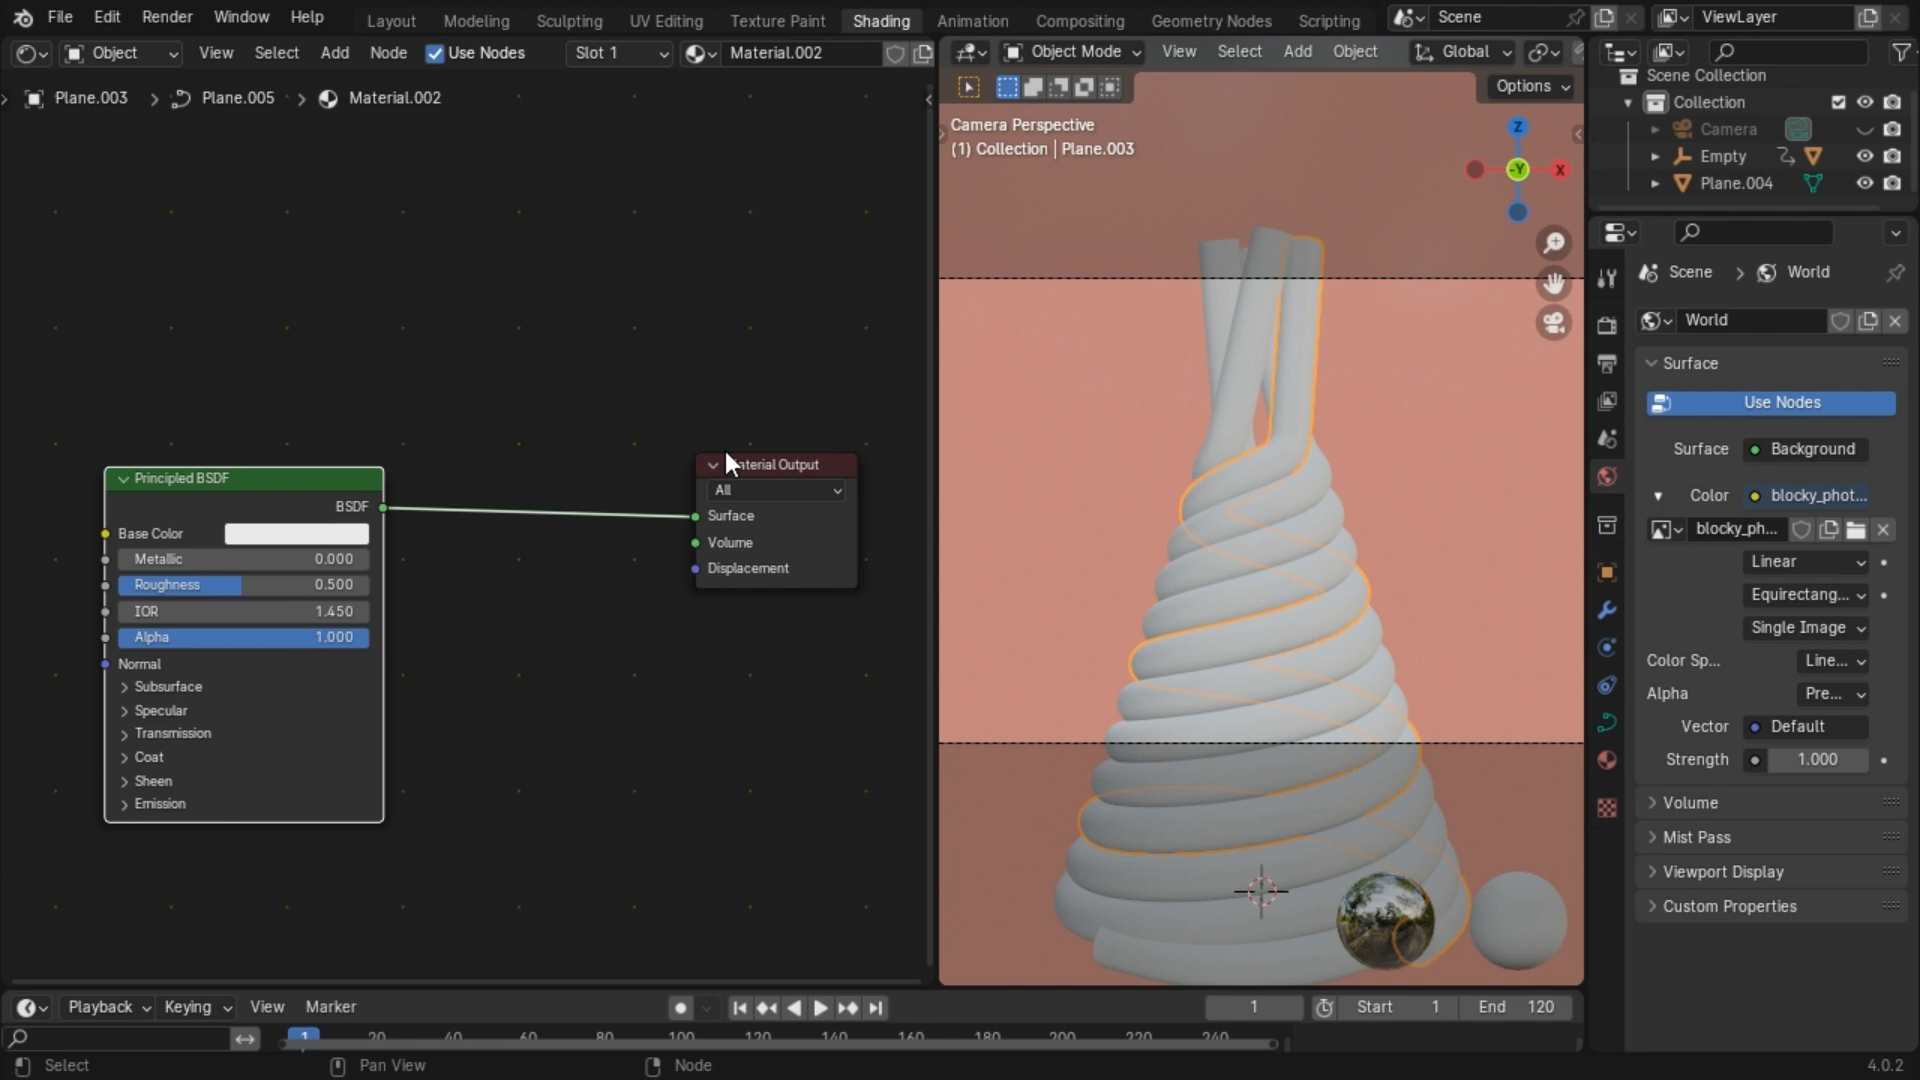 File Edit Render Window Help
Layout Modeling Sculpting UV Editing Texture Paint Shading Animation Compositing Geometry Nodes Scripting
Scene
ViewLayer
Object View Select Add Node Use Nodes Slot 1 Material.002
Plane.003 > Plane.005 > Material.002
Object Mode View Select Add Object Global
Options
Camera Perspective
(1) Collection | Plane.003
Z
-Y
X
Principled BSDF
BSDF
Base Color
Metallic 0.000
Roughness 0.500
IOR 1.450
Alpha 1.000
Normal
Subsurface
Specular
Transmission
Coat
Sheen
Emission
All
Surface
Volume
Displacement
Scene Collection
Collection
Camera
Empty
Plane.004
Scene > World
World
Surface
Use Nodes
Surface Background
Color blocky_phot...
blocky_ph...
Linear
Equirectang...
Single Image
Color Sp... Line...
Alpha Pre...
Vector Default
Strength 1.000
Volume
Mist Pass
Viewport Display
Custom Properties
Playback Keying View Marker
1 Start 1 End 120
1 20 40 60 80 100 120 140 160 180 200 220 240
Select Pan View Node
4.0.2